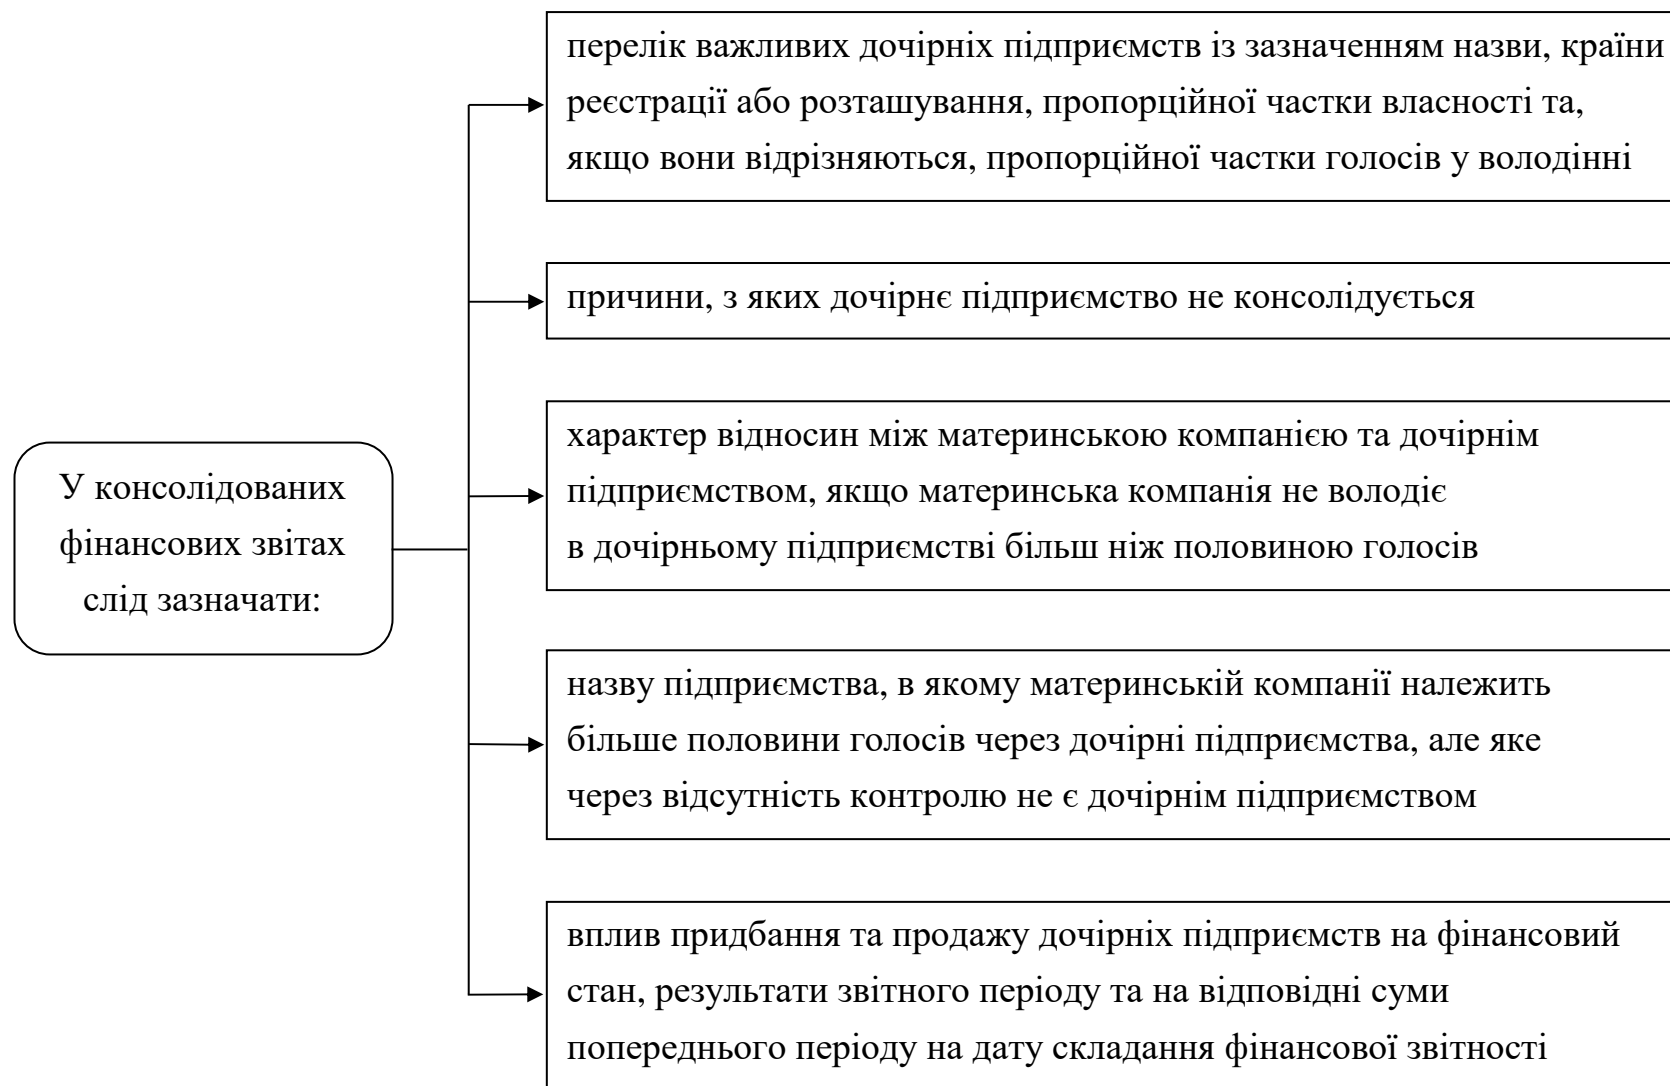 У консолідованих
фінансових звітах
слід зазначати:
перелік важливих дочірніх підприємств із зазначенням назви, країни
реєстрації або розташування, пропорційної частки власності та,
якщо вони відрізняються, пропорційної частки голосів у володінні
причини, з яких дочірнє підприємство не консолідується
характер відносин між материнською компанією та дочірнім
підприємством, якщо материнська компанія не володіє
в дочірньому підприємстві більш ніж половиною голосів
назву підприємства, в якому материнській компанії належить
більше половини голосів через дочірні підприємства, але яке
через відсутність контролю не є дочірнім підприємством
вплив придбання та продажу дочірніх підприємств на фінансовий
стан, результати звітного періоду та на відповідні суми
попереднього періоду на дату складання фінансової звітності